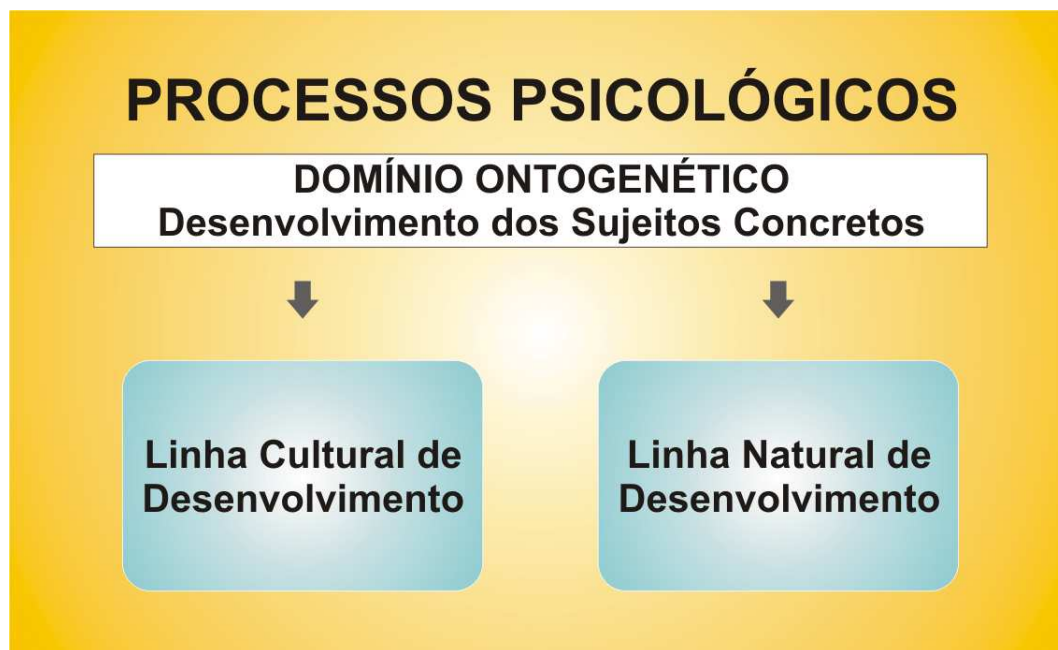 PROCESSOS PSICOLÓGICOS
DOMÍNIO ONTOGENÉTICO
Desenvolvimento dos Sujeitos Concretos
Linha Cultural de
Desenvolvimento
Linha Natural de
Desenvolvimento